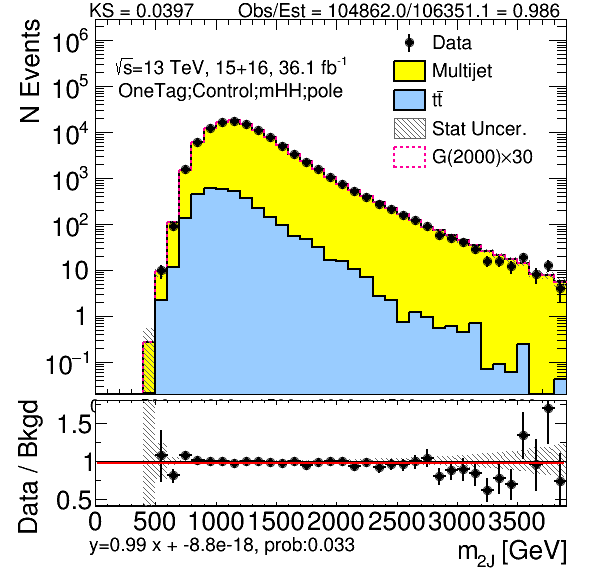 KS = 0.0397 Obs/Est = 104862.0/106351.1 = 0.986
N Events
10⁶
10⁵
10⁴
10³
10²
10
1
10⁻¹
√s=13 TeV, 15+16, 36.1 fb⁻¹
OneTag;Control;mHH;pole
Data
Multijet
tt̄
Stat Uncer.
G(2000)×30
Data / Bkgd
1.5
1
0.5
0 500 1000 1500 2000 2500 3000 3500
y=0.99 x + -8.8e-18, prob:0.033
m₂J [GeV]